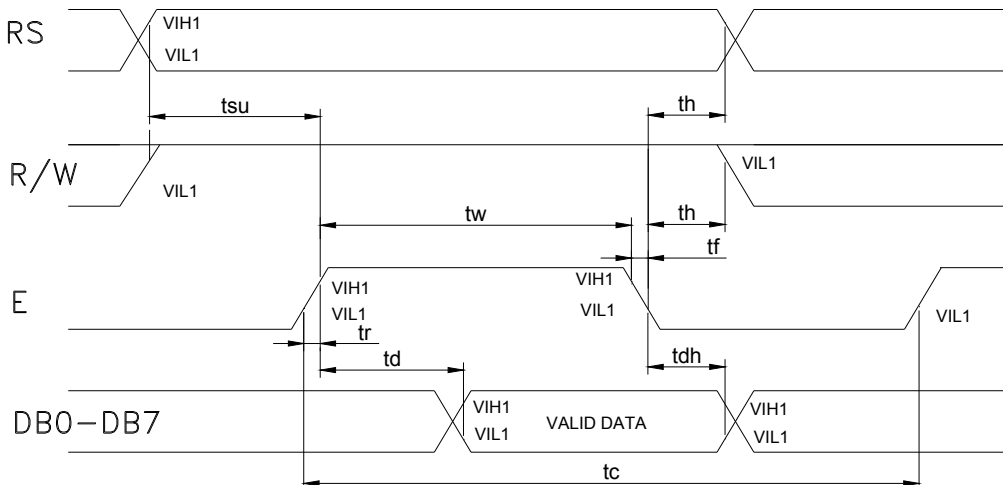 RS
VIH1
VIL1
tsu
th
R/W
VIL1
VIL1
tw
th
tf
E
VIH1
VIL1
VIH1
VIL1
VIL1
tr
td
tdh
DB0-DB7
VIH1
VIL1
VALID DATA
VIH1
VIL1
tc